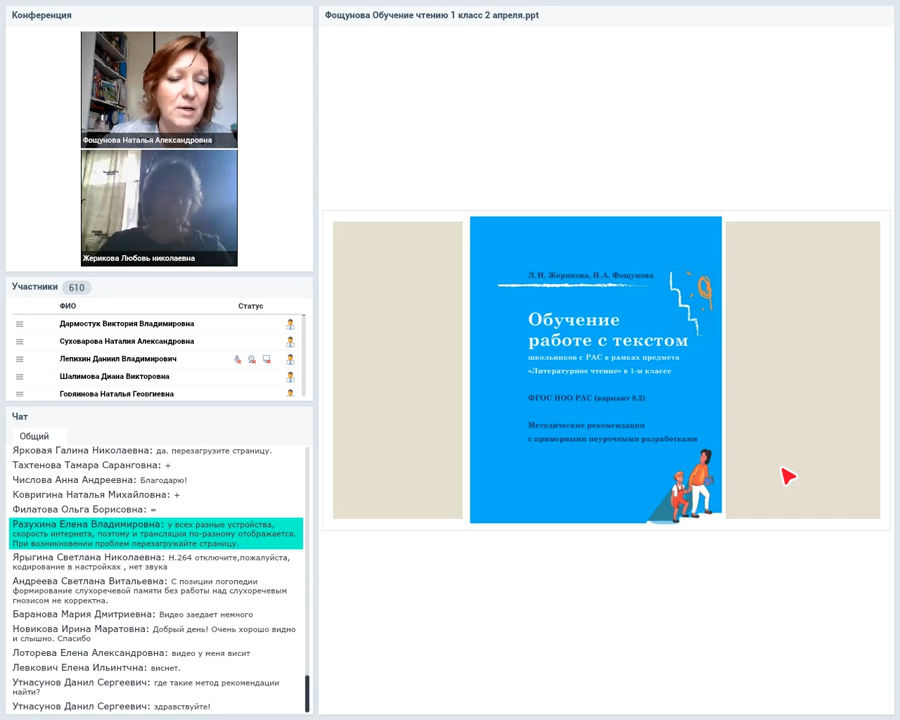 Конференция
Фощунова Наталья Александровна
Жерикова Любовь николаевна
Участники 610
ФИО Статус
Дармостук Виктория Владимировна
Суховарова Наталия Александровна
Лепихин Даниил Владимирович
Шалимова Диана Викторовна
Горяинова Наталья Георгиевна
Чат
Общий
Ярковая Галина Николаевна: да. перезагрузите страницу.
Тахтенова Тамара Саранговна: +
Числова Анна Андреевна: Благодарю!
Ковригина Наталья Михайловна: +
Филатова Ольга Борисовна: =
Разухина Елена Владимировна: у всех разные устройства,
скорость интернета, поэтому и трансляция по-разному отображается.
При возникновении проблем перезагружайте страницу.
Ярыгина Светлана Николаевна: H.264 отключите,пожалуйста,
кодирование в настройках , нет звука
Андреева Светлана Витальевна: С позиции логопедии
формирование слухоречевой памяти без работы над слухоречевым
гнозисом не корректна.
Баранова Мария Дмитриевна: Видео заедает немного
Новикова Ирина Маратовна: Добрый день! Очень хорошо видно
и слышно. Спасибо
Лоторева Елена Александровна: видео у меня висит
Левкович Елена Ильинтчна: виснет.
Утнасунов Данил Сергеевич: где такие метод рекомендации
найти?
Утнасунов Данил Сергеевич: здравствуйте!
Фощунова Обучение чтению 1 класс 2 апреля.ppt
Л.Н. Жерикова, Н.А. Фощунова
Обучение
работе с текстом
школьников с РАС в рамках предмета
«Литературное чтение» в 1-м классе
ФГОС НОО РАС (вариант 8.2)
Методические рекомендации
с примерными поурочными разработками